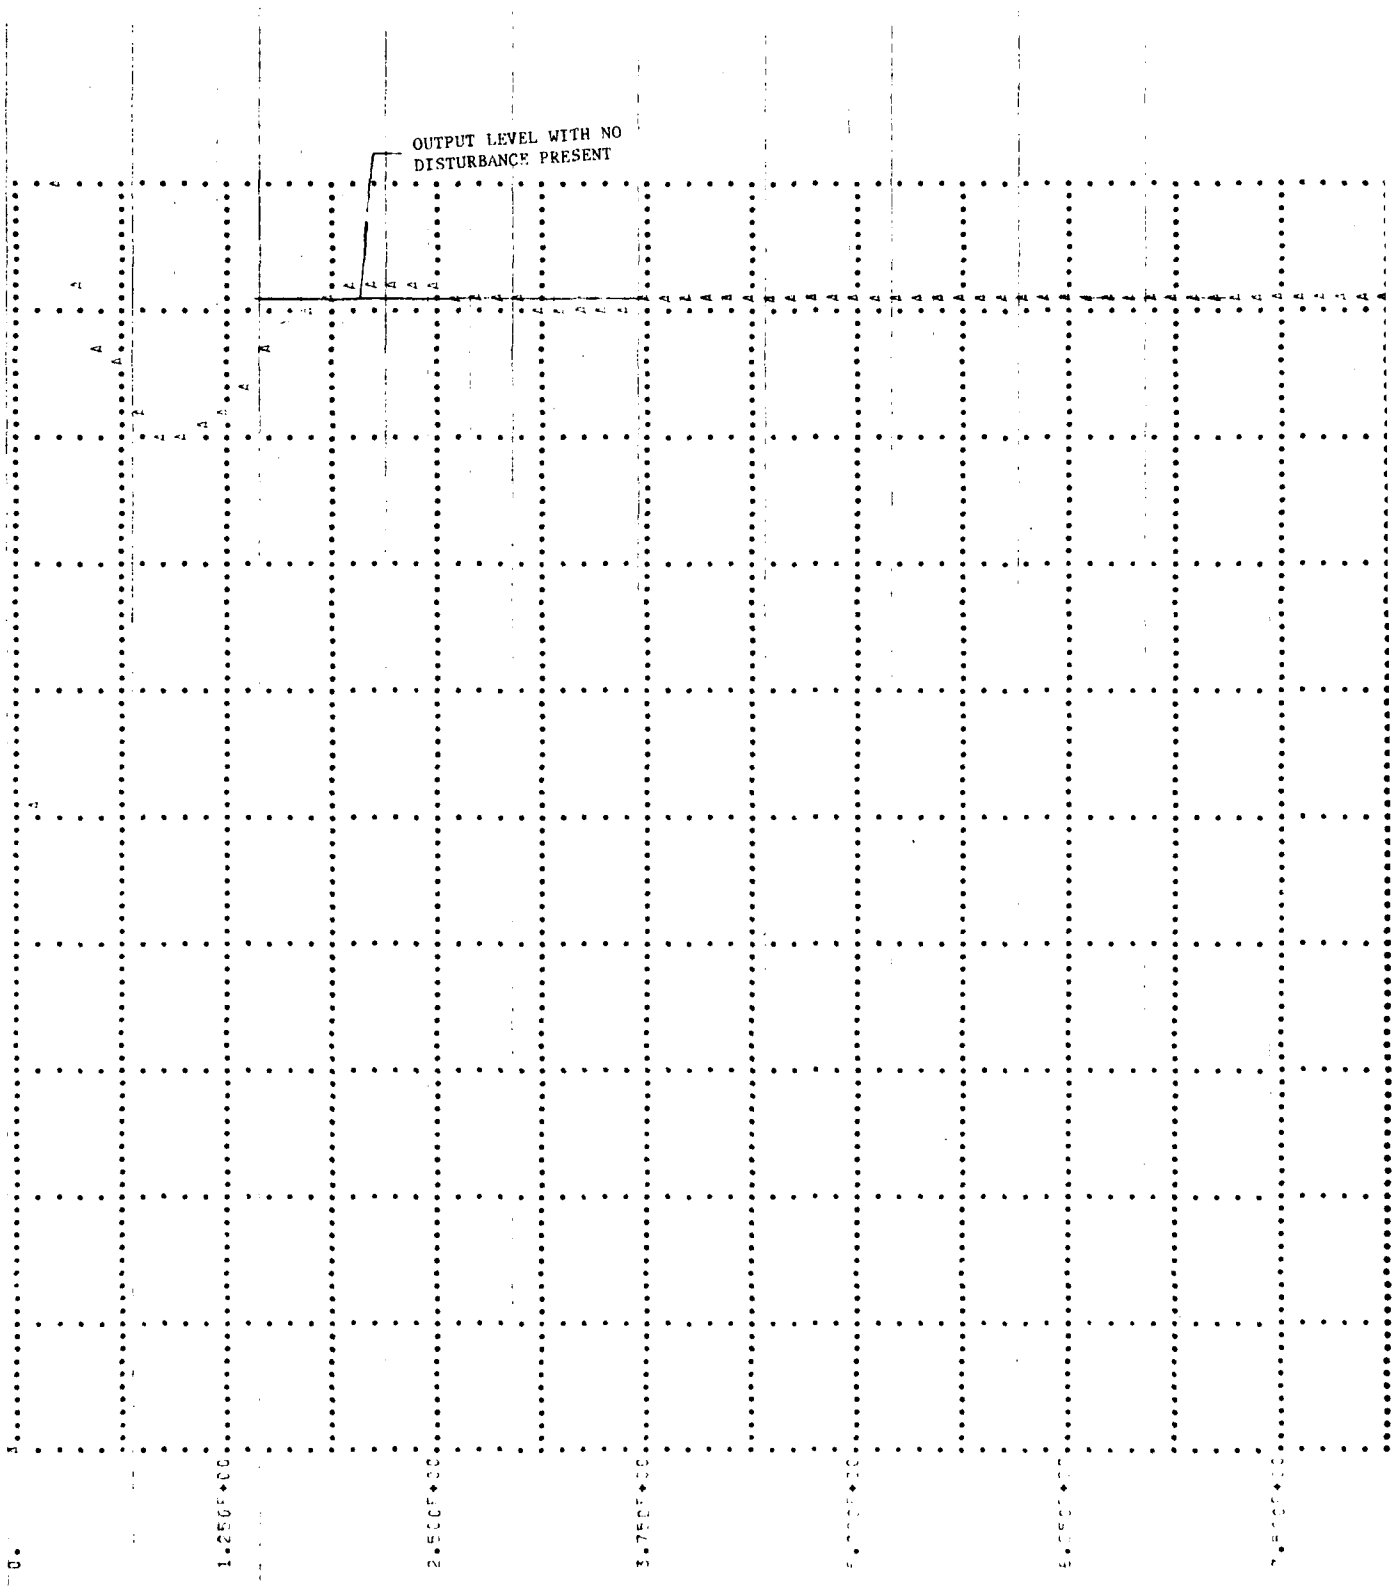 OUTPUT LEVEL WITH NO
DISTURBANCE PRESENT
0.
1.250E+00
2.500E+00
3.750E+00